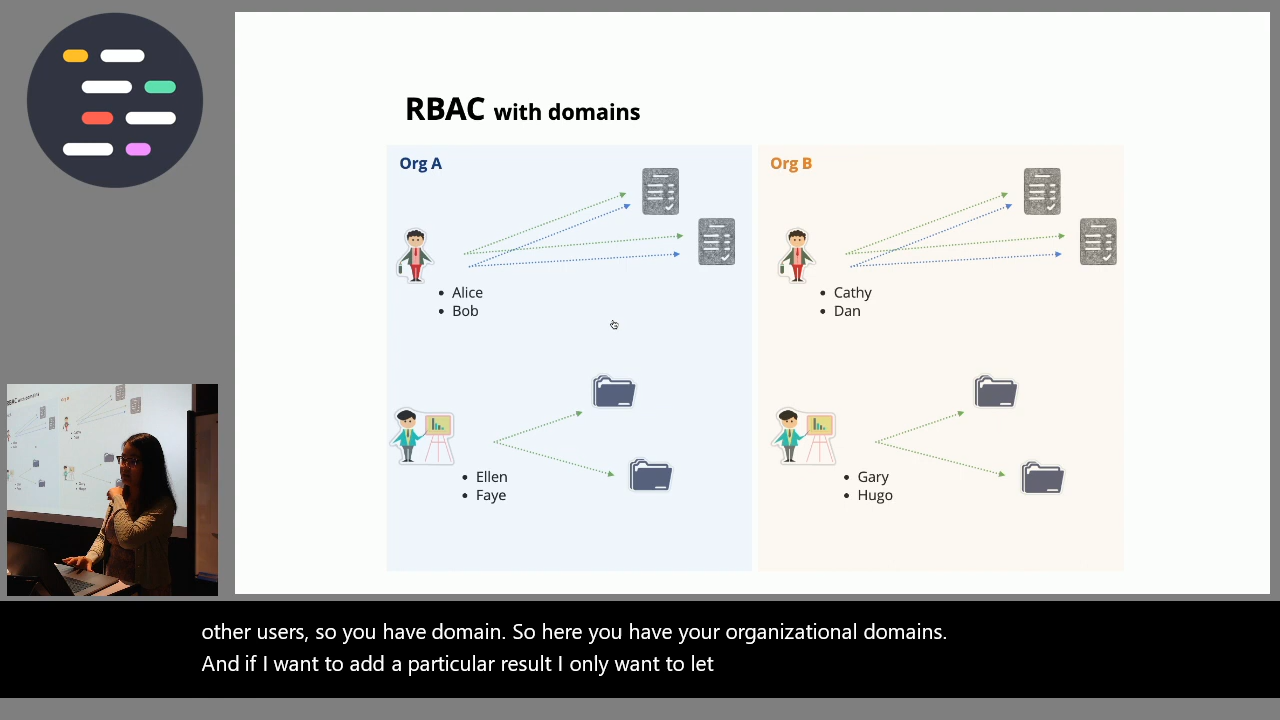 RBAC with domains
Org A
Alice
Bob
Ellen
Faye
Org B
Cathy
Dan
Gary
Hugo
other users, so you have domain. So here you have your organizational domains.
And if I want to add a particular result I only want to let